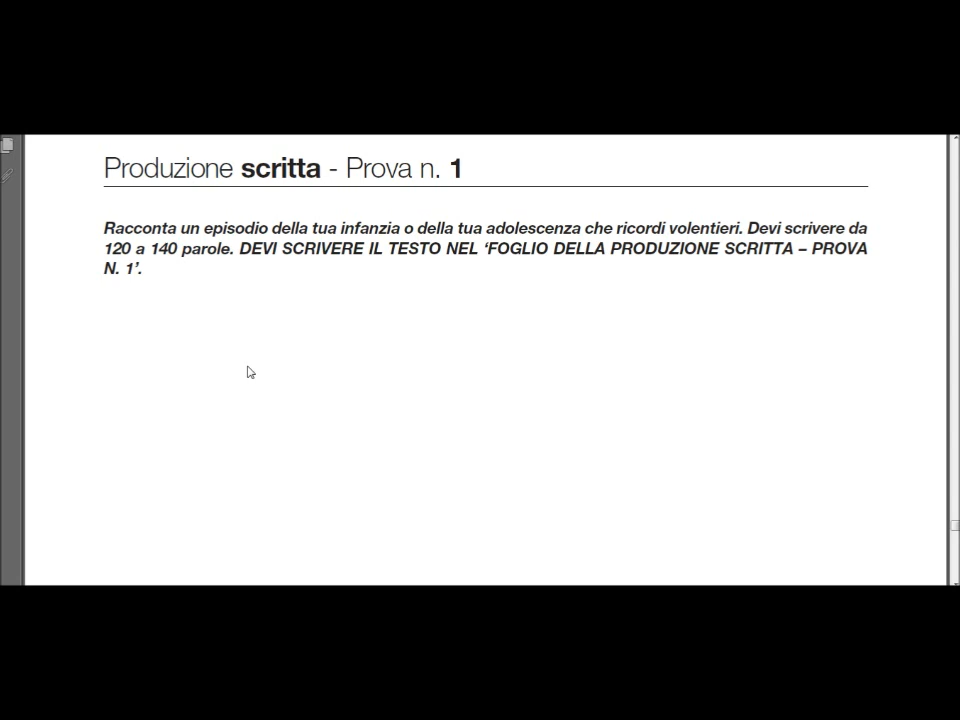 Produzione scritta - Prova n. 1
Racconta un episodio della tua infanzia o della tua adolescenza che ricordi volentieri. Devi scrivere da
120 a 140 parole. DEVI SCRIVERE IL TESTO NEL ‘FOGLIO DELLA PRODUZIONE SCRITTA – PROVA
N. 1’.